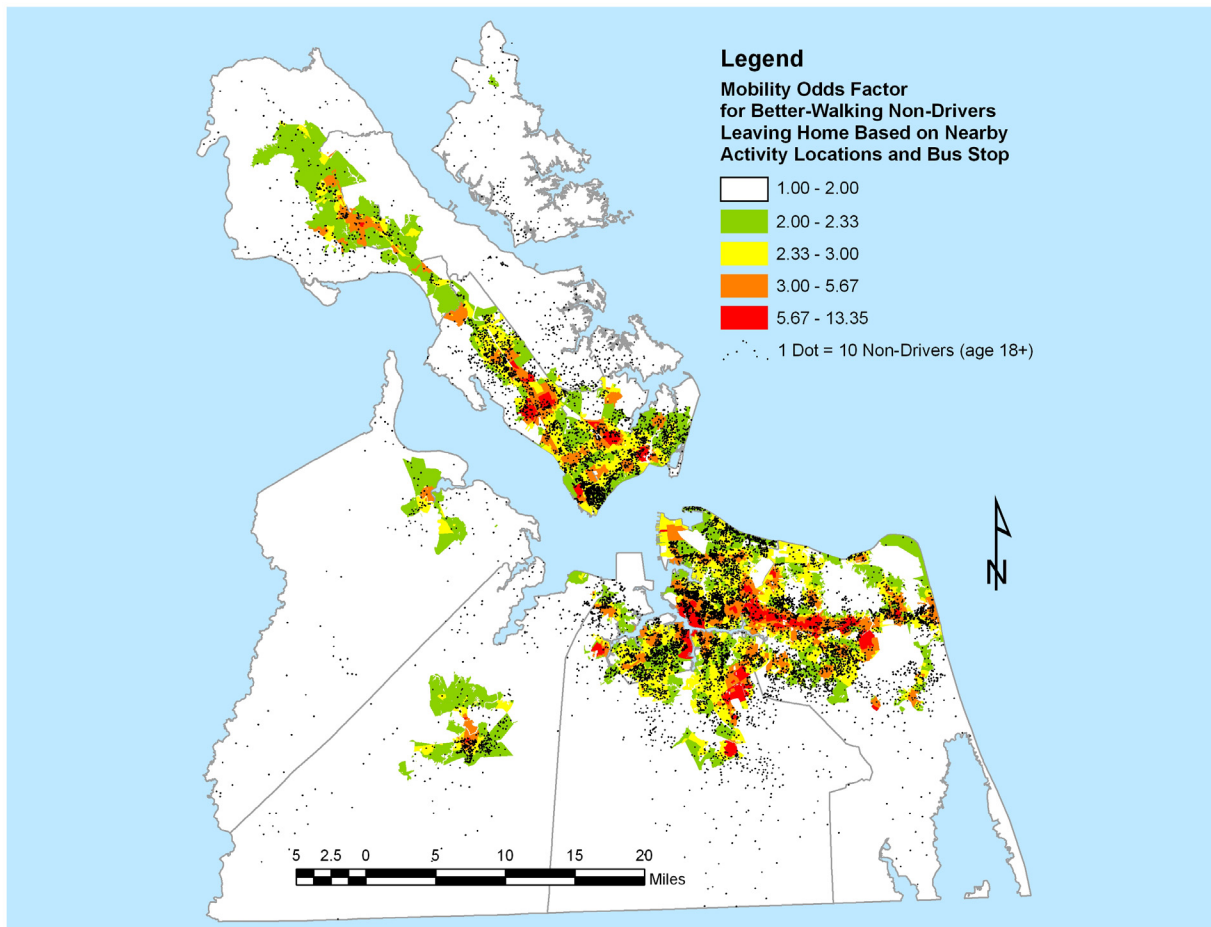 Legend
Mobility Odds Factor
for Better-Walking Non-Drivers
Leaving Home Based on Nearby
Activity Locations and Bus Stop
1.00 - 2.00
2.00 - 2.33
2.33 - 3.00
3.00 - 5.67
5.67 - 13.35
1 Dot = 10 Non-Drivers (age 18+)
N
5 2.5 0 5 10 15 20
Miles